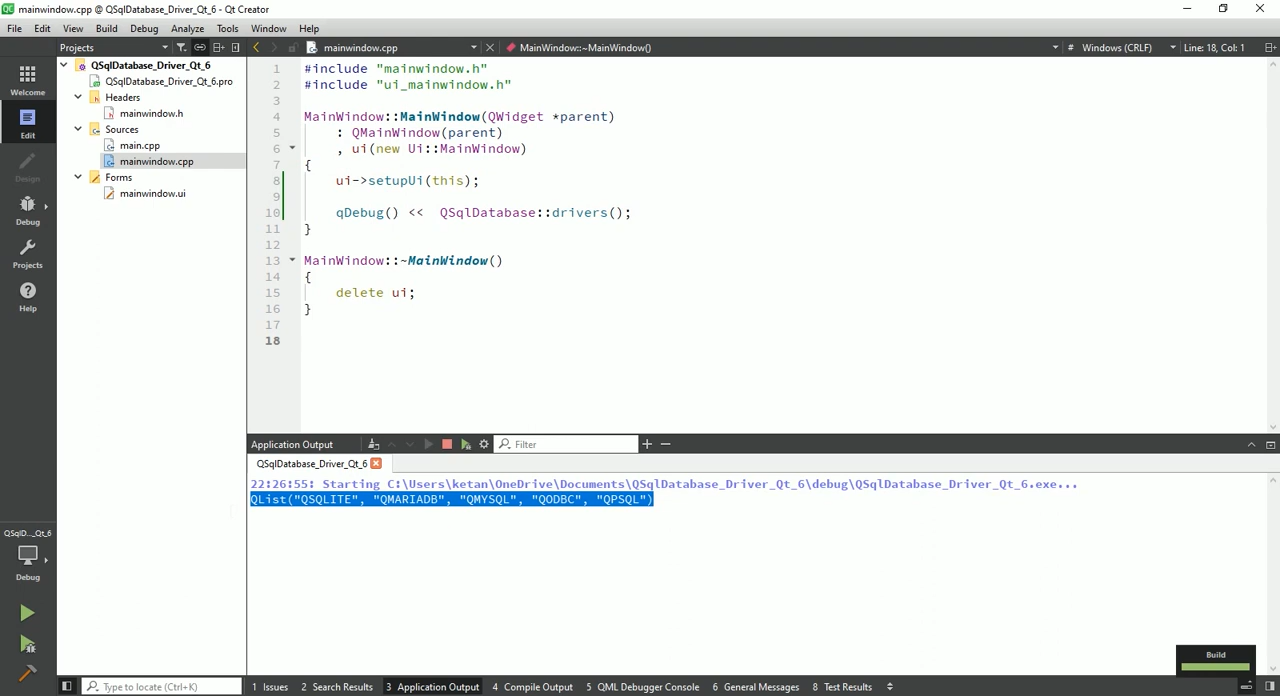 mainwindow.cpp @ QSqlDatabase_Driver_Qt_6 - Qt Creator
File Edit View Build Debug Analyze Tools Window Help
Projects
mainwindow.cpp
MainWindow::~MainWindow()
# Windows (CRLF)
Line: 18, Col: 1
Welcome
Edit
Design
Debug
Projects
Help
QSqlDatabase_Driver_Qt_6
QSqlDatabase_Driver_Qt_6.pro
Headers
mainwindow.h
Sources
main.cpp
mainwindow.cpp
Forms
mainwindow.ui
1 #include "mainwindow.h"
2 #include "ui_mainwindow.h"
3
4 MainWindow::MainWindow(QWidget *parent)
5 : QMainWindow(parent)
6 , ui(new Ui::MainWindow)
7 {
8 ui->setupUi(this);
9
10 qDebug() << QSqlDatabase::drivers();
11 }
12
13 MainWindow::~MainWindow()
14 {
15 delete ui;
16 }
17
18
Application Output
Filter
QSqlDatabase_Driver_Qt_6
22:26:55: Starting C:\Users\ketan\OneDrive\Documents\QSqlDatabase_Driver_Qt_6\debug\QSqlDatabase_Driver_Qt_6.exe...
QList("QSQLITE", "QMARIADB", "QMYSQL", "QODBC", "QPSQL")
QSqlD..._Qt_6
Debug
Build
Type to locate (Ctrl+K)
1 Issues 2 Search Results 3 Application Output 4 Compile Output 5 QML Debugger Console 6 General Messages 8 Test Results